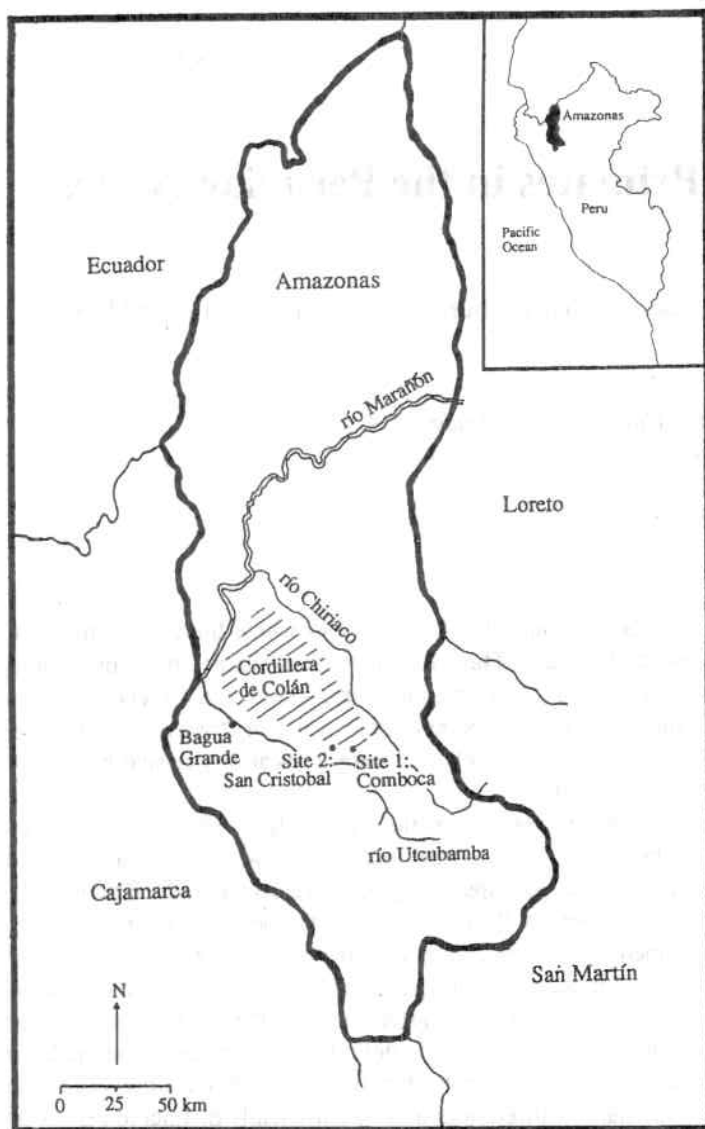 Amazonas
Peru
Pacific
Ocean
Ecuador
Amazonas
río Marañón
Loreto
río Chiriaco
Cordillera
de Colán
Bagua
Grande
Site 2:
San Cristobal
Site 1:
Comboca
río Utcubamba
Cajamarca
San Martín
N
0 25 50 km